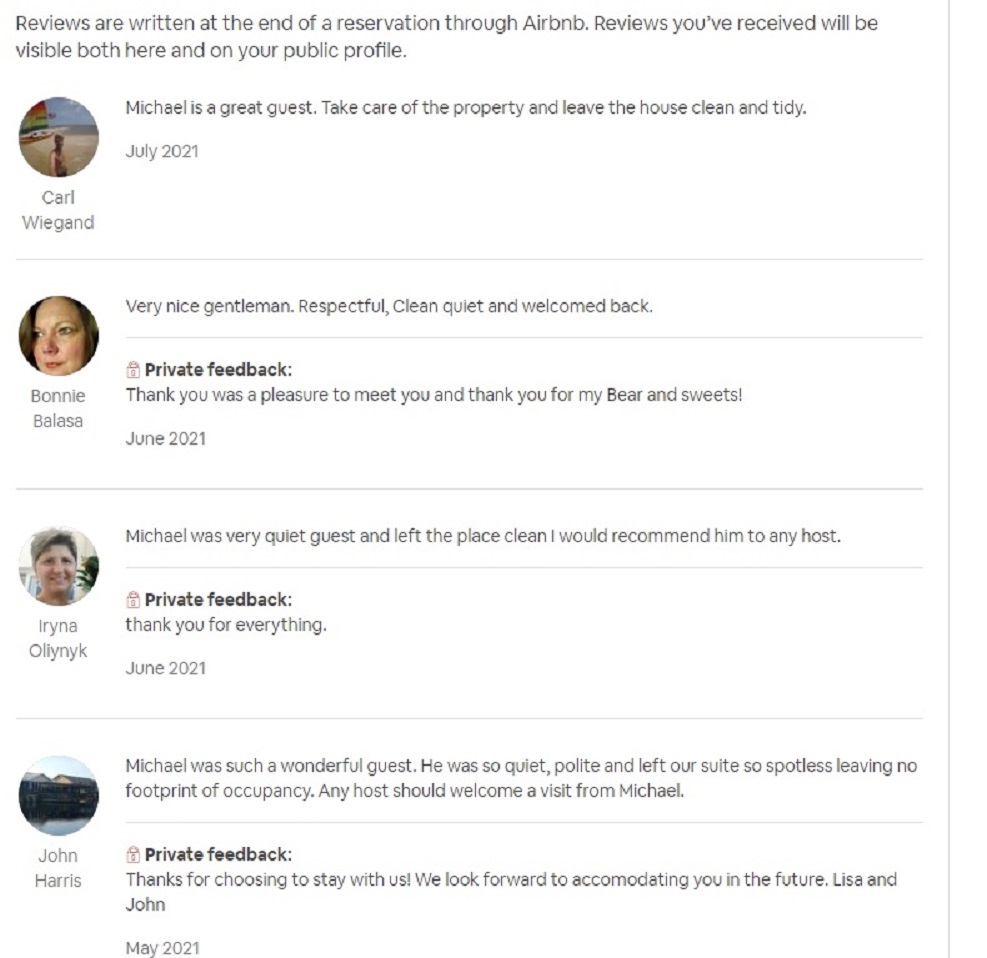 Reviews are written at the end of a reservation through Airbnb. Reviews you've received will be
visible both here and on your public profile.
Michael is a great guest. Take care of the property and leave the house clean and tidy.
July 2021
Carl
Wiegand
Very nice gentleman. Respectful, Clean quiet and welcomed back.
Private feedback:
Thank you was a pleasure to meet you and thank you for my Bear and sweets!
June 2021
Bonnie
Balasa
Michael was very quiet guest and left the place clean I would recommend him to any host.
Private feedback:
thank you for everything.
June 2021
Iryna
Oliynyk
Michael was such a wonderful guest. He was so quiet, polite and left our suite so spotless leaving no
footprint of occupancy. Any host should welcome a visit from Michael.
Private feedback:
Thanks for choosing to stay with us! We look forward to accomodating you in the future. Lisa and
John
May 2021
John
Harris